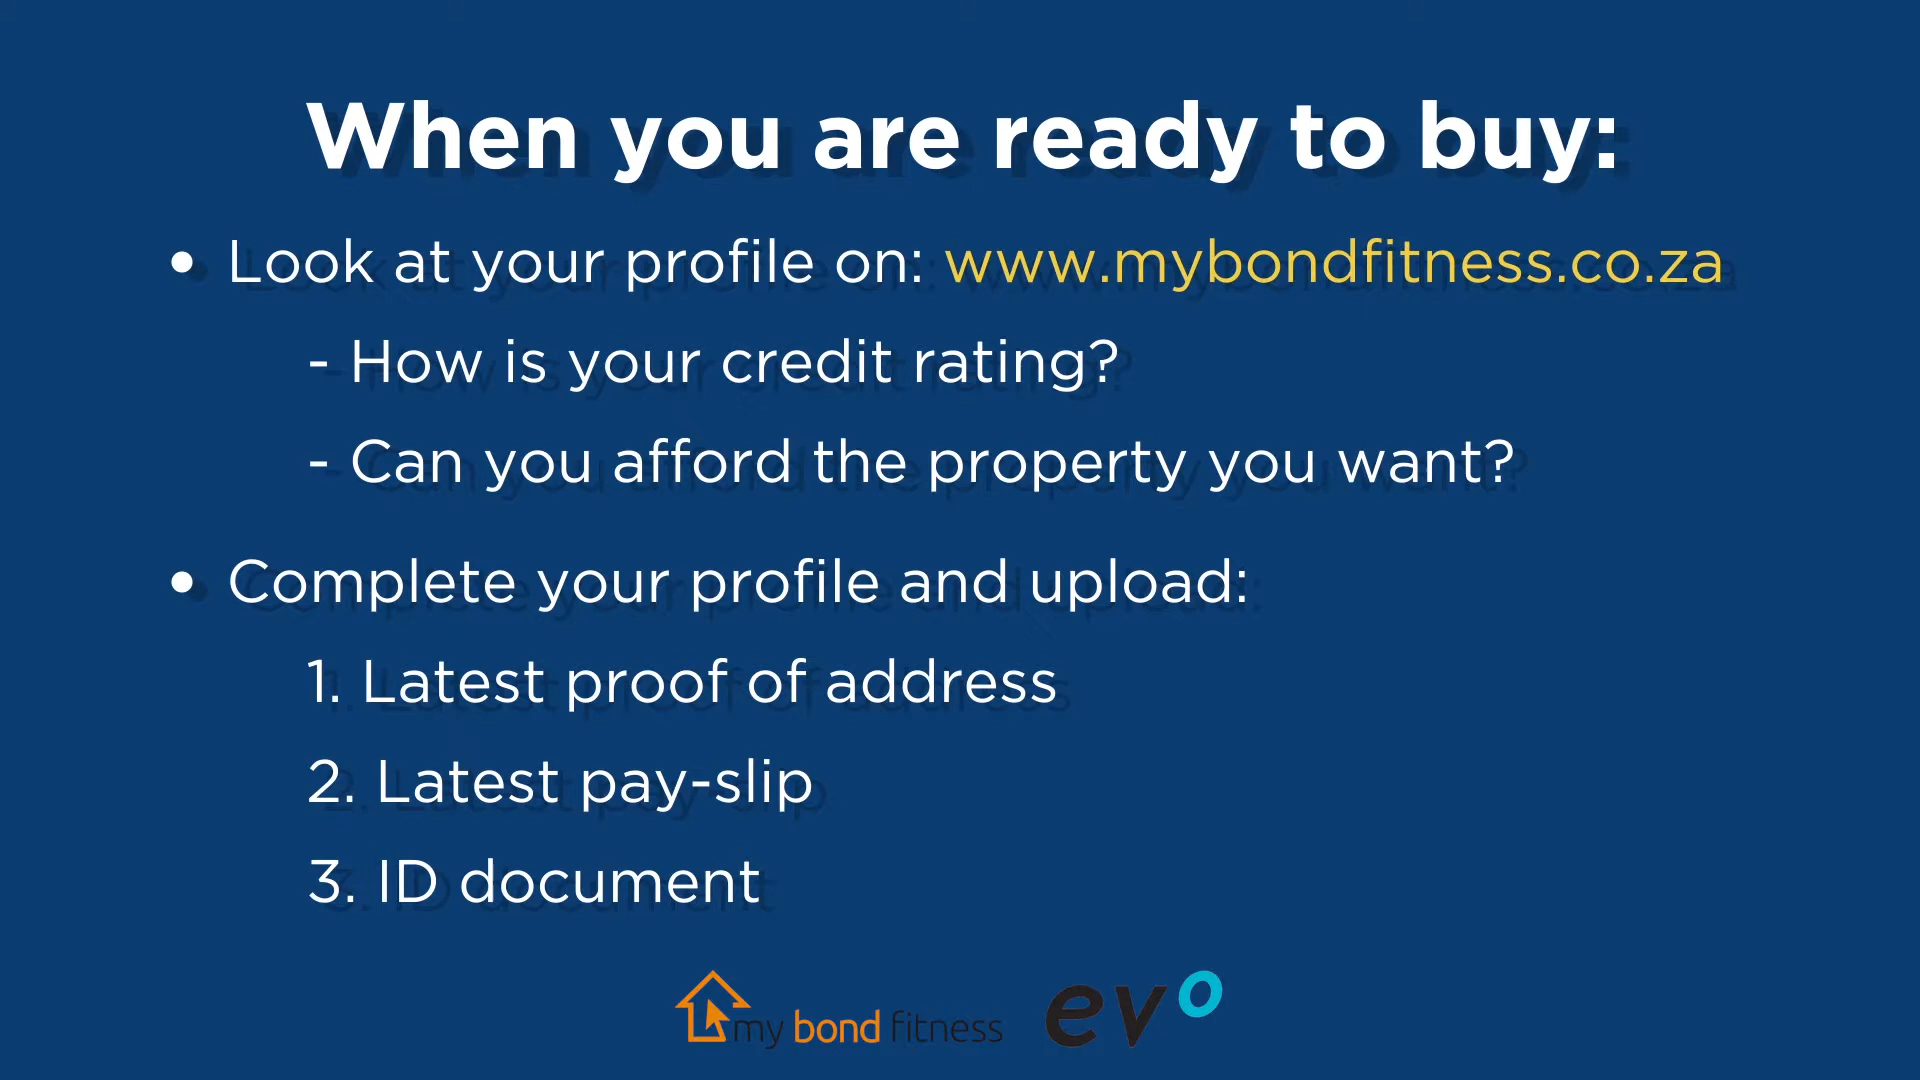 When you are ready to buy:
• Look at your profile on: www.mybondfitness.co.za
- How is your credit rating?
- Can you afford the property you want?
• Complete your profile and upload:
1. Latest proof of address
2. Latest pay-slip
3. ID document
my bond fitness
evo